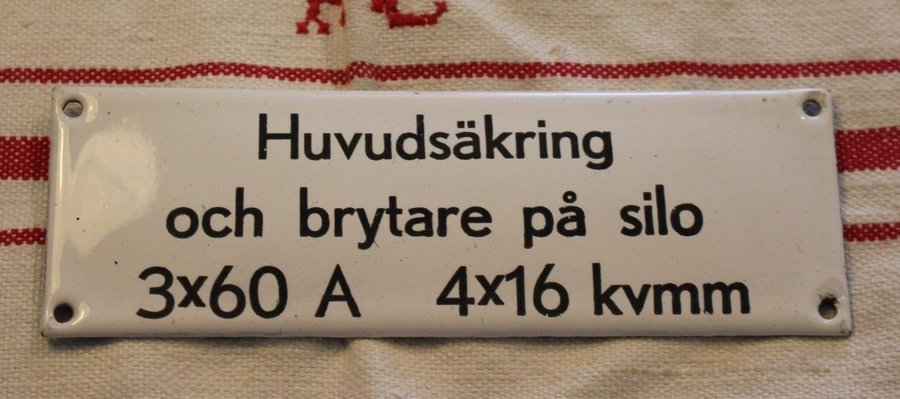 Huvudsäkring
och brytare på silo
3x60 A 4x16 kvmm